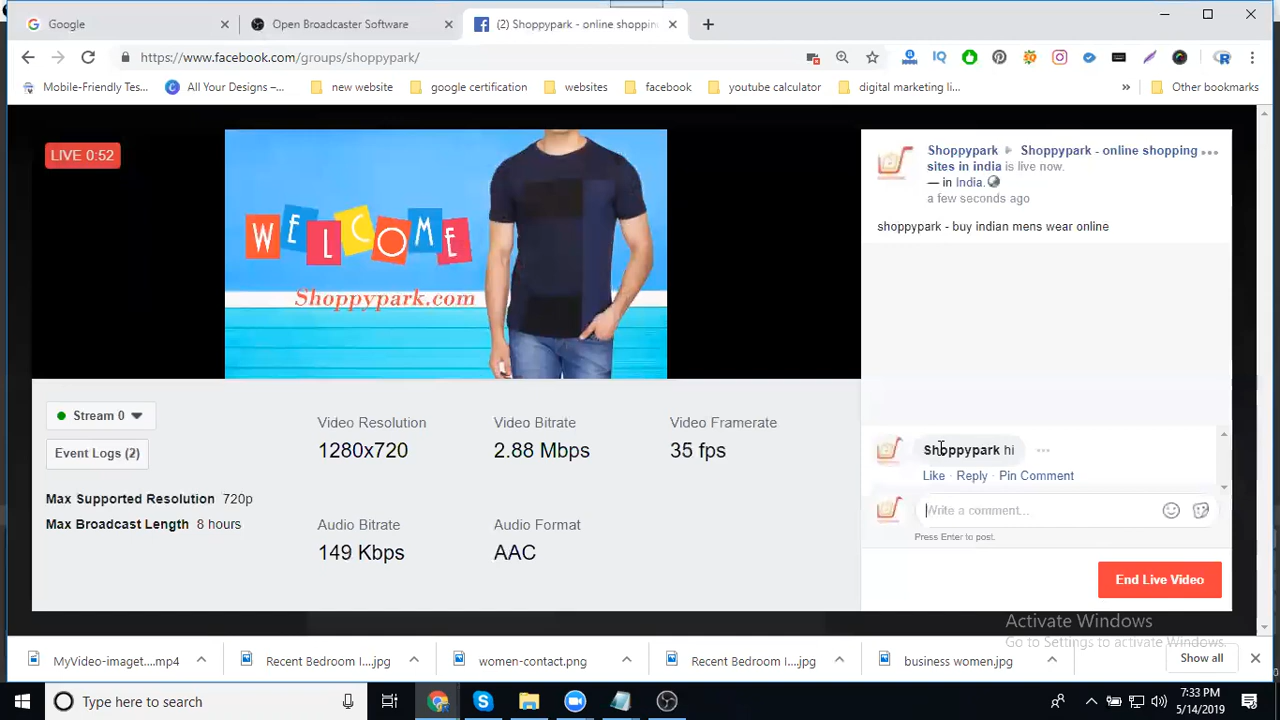 Google
Open Broadcaster Software
(2) Shoppypark - online shoppin
https://www.facebook.com/groups/shoppypark/
Mobile-Friendly Tes...
All Your Designs –...
new website
google certification
websites
facebook
youtube calculator
digital marketing li...
Other bookmarks
LIVE 0:52
WELCOME
Shoppypark.com
Shoppypark
Shoppypark - online shopping
sites in india is live now.
— in India.
a few seconds ago
shoppypark - buy indian mens wear online
Stream 0
Event Logs (2)
Max Supported Resolution 720p
Max Broadcast Length 8 hours
Video Resolution
1280x720
Video Bitrate
2.88 Mbps
Video Framerate
35 fps
Audio Bitrate
149 Kbps
Audio Format
AAC
Shoppypark hi
Like · Reply · Pin Comment
Write a comment...
Press Enter to post.
End Live Video
Activate Windows
Go to Settings to activate Windows.
MyVideo-imaget....mp4
Recent Bedroom I....jpg
women-contact.png
Recent Bedroom I....jpg
business women.jpg
Show all
Type here to search
7:33 PM
5/14/2019